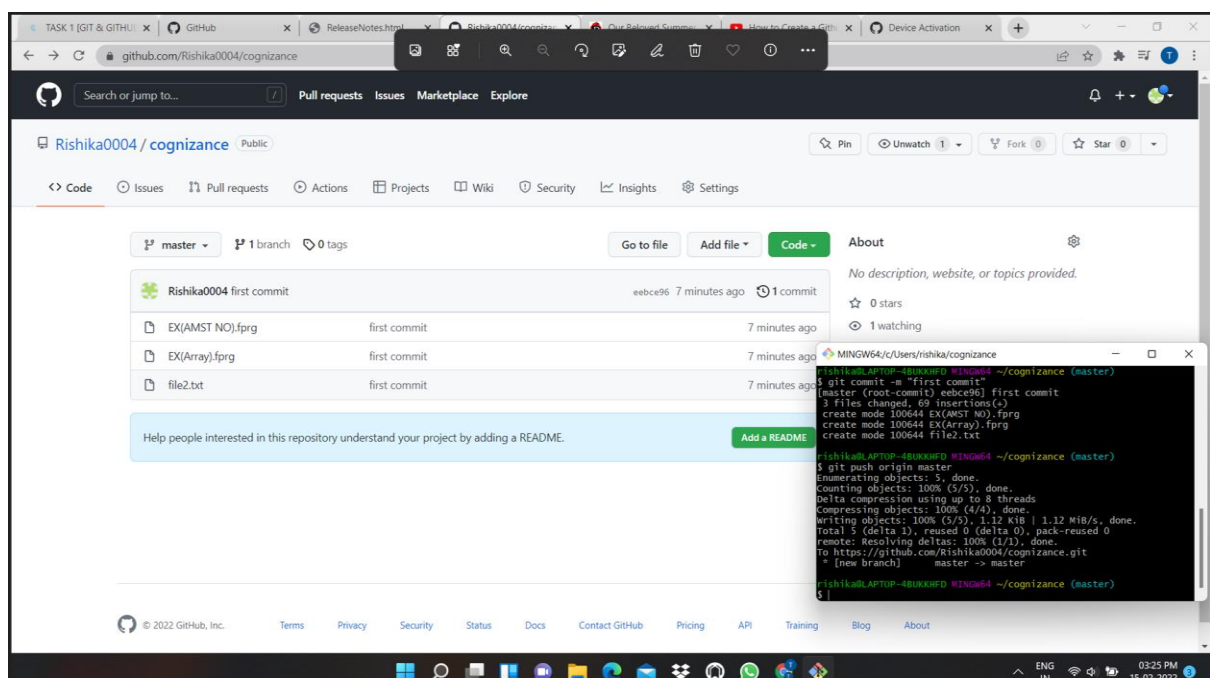 TASK 1 [GIT & GITHU
GitHub
ReleaseNotes.html
Rishika0004/cognizan
Our Beloved Summe
How to Create a Gith
Device Activation
github.com/Rishika0004/cognizance
T
Search or jump to...
/
Pull requests Issues Marketplace Explore
Rishika0004 / cognizance Public
Pin
Unwatch 1
Fork 0
Star 0
Code
Issues
Pull requests
Actions
Projects
Wiki
Security
Insights
Settings
master
1 branch
0 tags
Go to file
Add file
Code
Rishika0004 first commit
eebce96 7 minutes ago
1 commit
EX(AMST NO).fprg first commit 7 minutes ago
EX(Array).fprg first commit 7 minutes ago
file2.txt first commit 7 minutes ago
Help people interested in this repository understand your project by adding a README.
Add a README
About
No description, website, or topics provided.
0 stars
1 watching
MINGW64:/c/Users/rishika/cognizance
rishika@LAPTOP-4BUKKHFD MINGW64 ~/cognizance (master)
$ git commit -m "first commit"
[master (root-commit) eebce96] first commit
3 files changed, 69 insertions(+)
create mode 100644 EX(AMST NO).fprg
create mode 100644 EX(Array).fprg
create mode 100644 file2.txt
rishika@LAPTOP-4BUKKHFD MINGW64 ~/cognizance (master)
$ git push origin master
Enumerating objects: 5, done.
Counting objects: 100% (5/5), done.
Delta compression using up to 8 threads
Compressing objects: 100% (4/4), done.
Writing objects: 100% (5/5), 1.12 KiB | 1.12 MiB/s, done.
Total 5 (delta 1), reused 0 (delta 0), pack-reused 0
remote: Resolving deltas: 100% (1/1), done.
To https://github.com/Rishika0004/cognizance.git
* [new branch] master -> master
rishika@LAPTOP-4BUKKHFD MINGW64 ~/cognizance (master)
$
© 2022 GitHub, Inc.
Terms
Privacy
Security
Status
Docs
Contact GitHub
Pricing
API
Training
Blog
About
ENG
IN
03:25 PM
15-02-2022
3